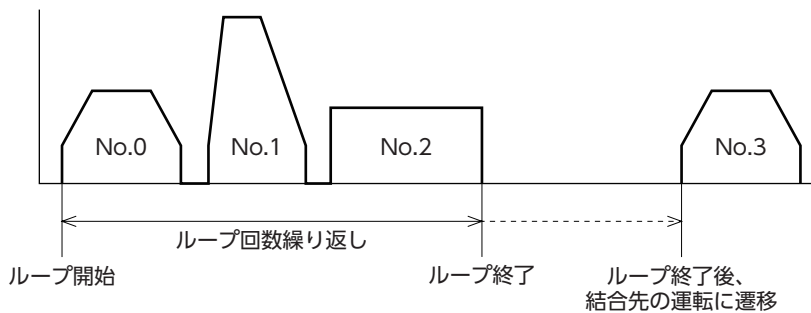 No.0
No.1
No.2
No.3
ループ回数繰り返し
ループ開始
ループ終了
ループ終了後、
結合先の運転に遷移